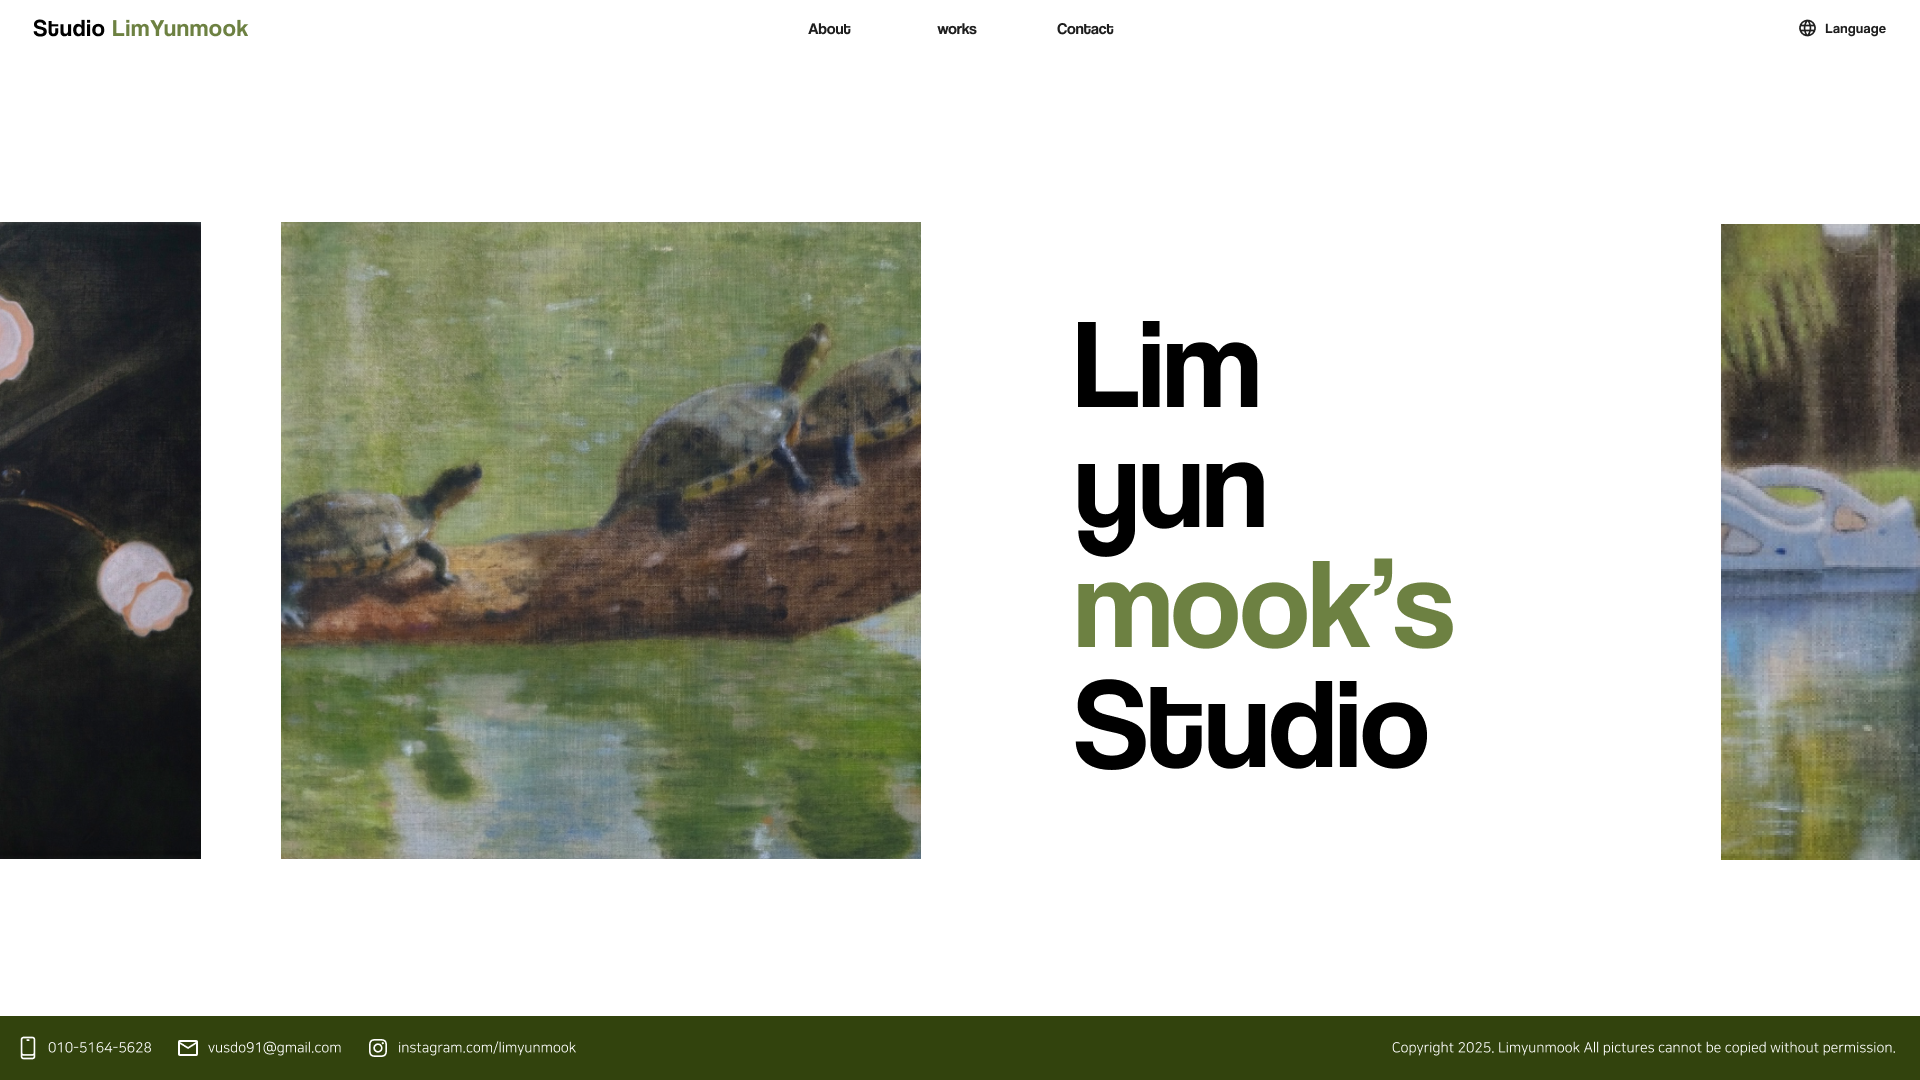 Studio LimYunmook
About
works
Contact
Language
Lim
yun
mook’s
Studio
010-5164-5628
vusdo91@gmail.com
instagram.com/limyunmook
Copyright 2025. Limyunmook All pictures cannot be copied without permission.